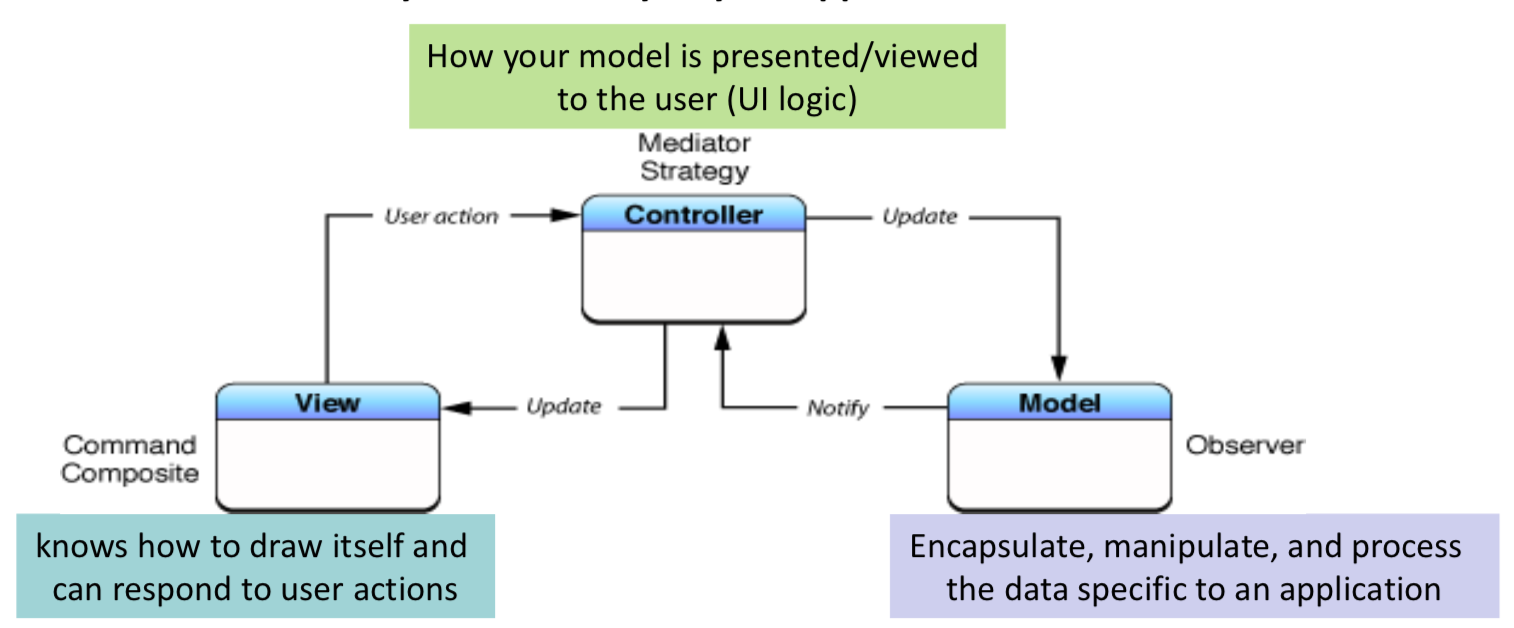 How your model is presented/viewed
to the user (UI logic)
Mediator
Strategy
User action
Controller
Update
View
Update
Notify
Model
Command
Composite
Observer
knows how to draw itself and
can respond to user actions
Encapsulate, manipulate, and process
the data specific to an application